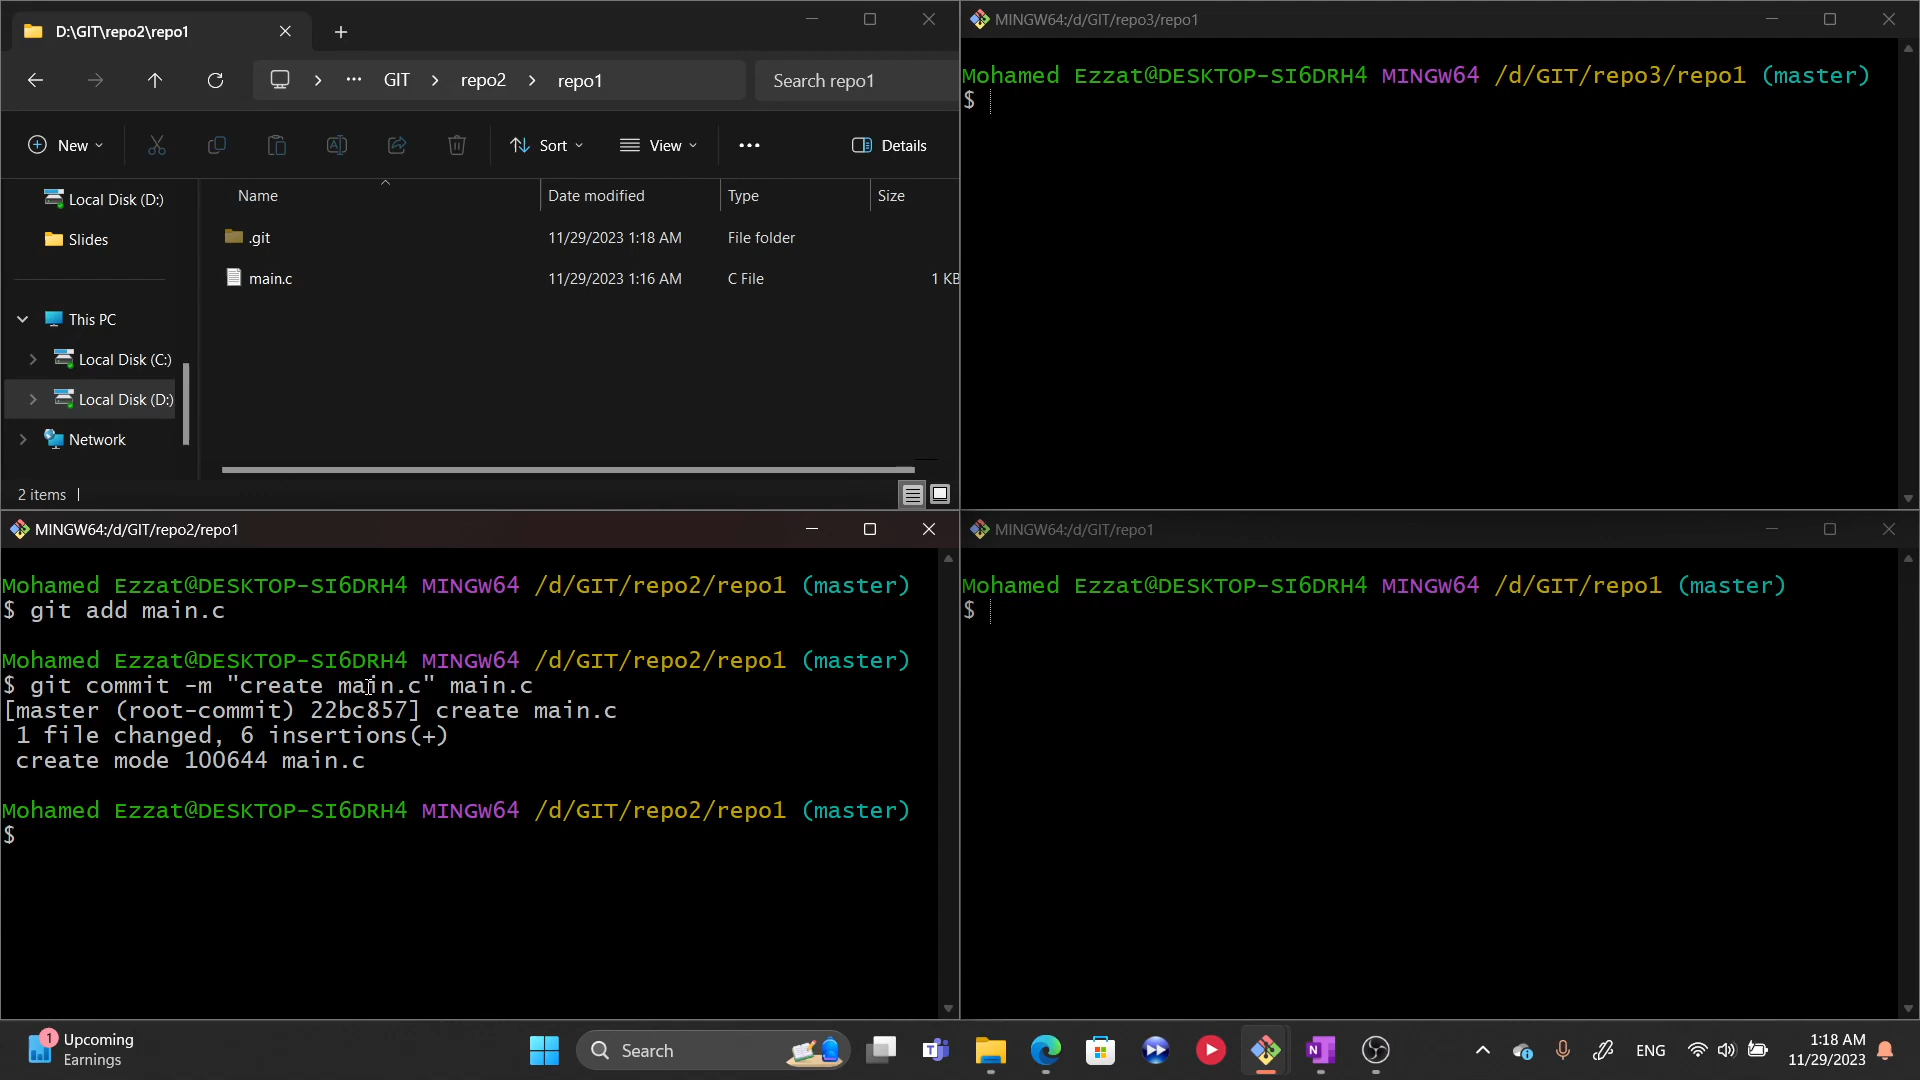 D:\GIT\repo2\repo1
GIT > repo2 > repo1
Search repo1
New
Sort
View
Details
Local Disk (D:)
Slides
This PC
Local Disk (C:)
Local Disk (D:)
Network
Name Date modified Type Size
.git 11/29/2023 1:18 AM File folder
main.c 11/29/2023 1:16 AM C File 1 KB
2 items
MINGW64:/d/GIT/repo3/repo1
Mohamed Ezzat@DESKTOP-SI6DRH4 MINGW64 /d/GIT/repo3/repo1 (master)
$
MINGW64:/d/GIT/repo2/repo1
Mohamed Ezzat@DESKTOP-SI6DRH4 MINGW64 /d/GIT/repo2/repo1 (master)
$ git add main.c
Mohamed Ezzat@DESKTOP-SI6DRH4 MINGW64 /d/GIT/repo2/repo1 (master)
$ git commit -m "create main.c" main.c
[master (root-commit) 22bc857] create main.c
1 file changed, 6 insertions(+)
create mode 100644 main.c
Mohamed Ezzat@DESKTOP-SI6DRH4 MINGW64 /d/GIT/repo2/repo1 (master)
$
MINGW64:/d/GIT/repo1
Mohamed Ezzat@DESKTOP-SI6DRH4 MINGW64 /d/GIT/repo1 (master)
$
1
Upcoming
Earnings
Search
ENG
1:18 AM
11/29/2023